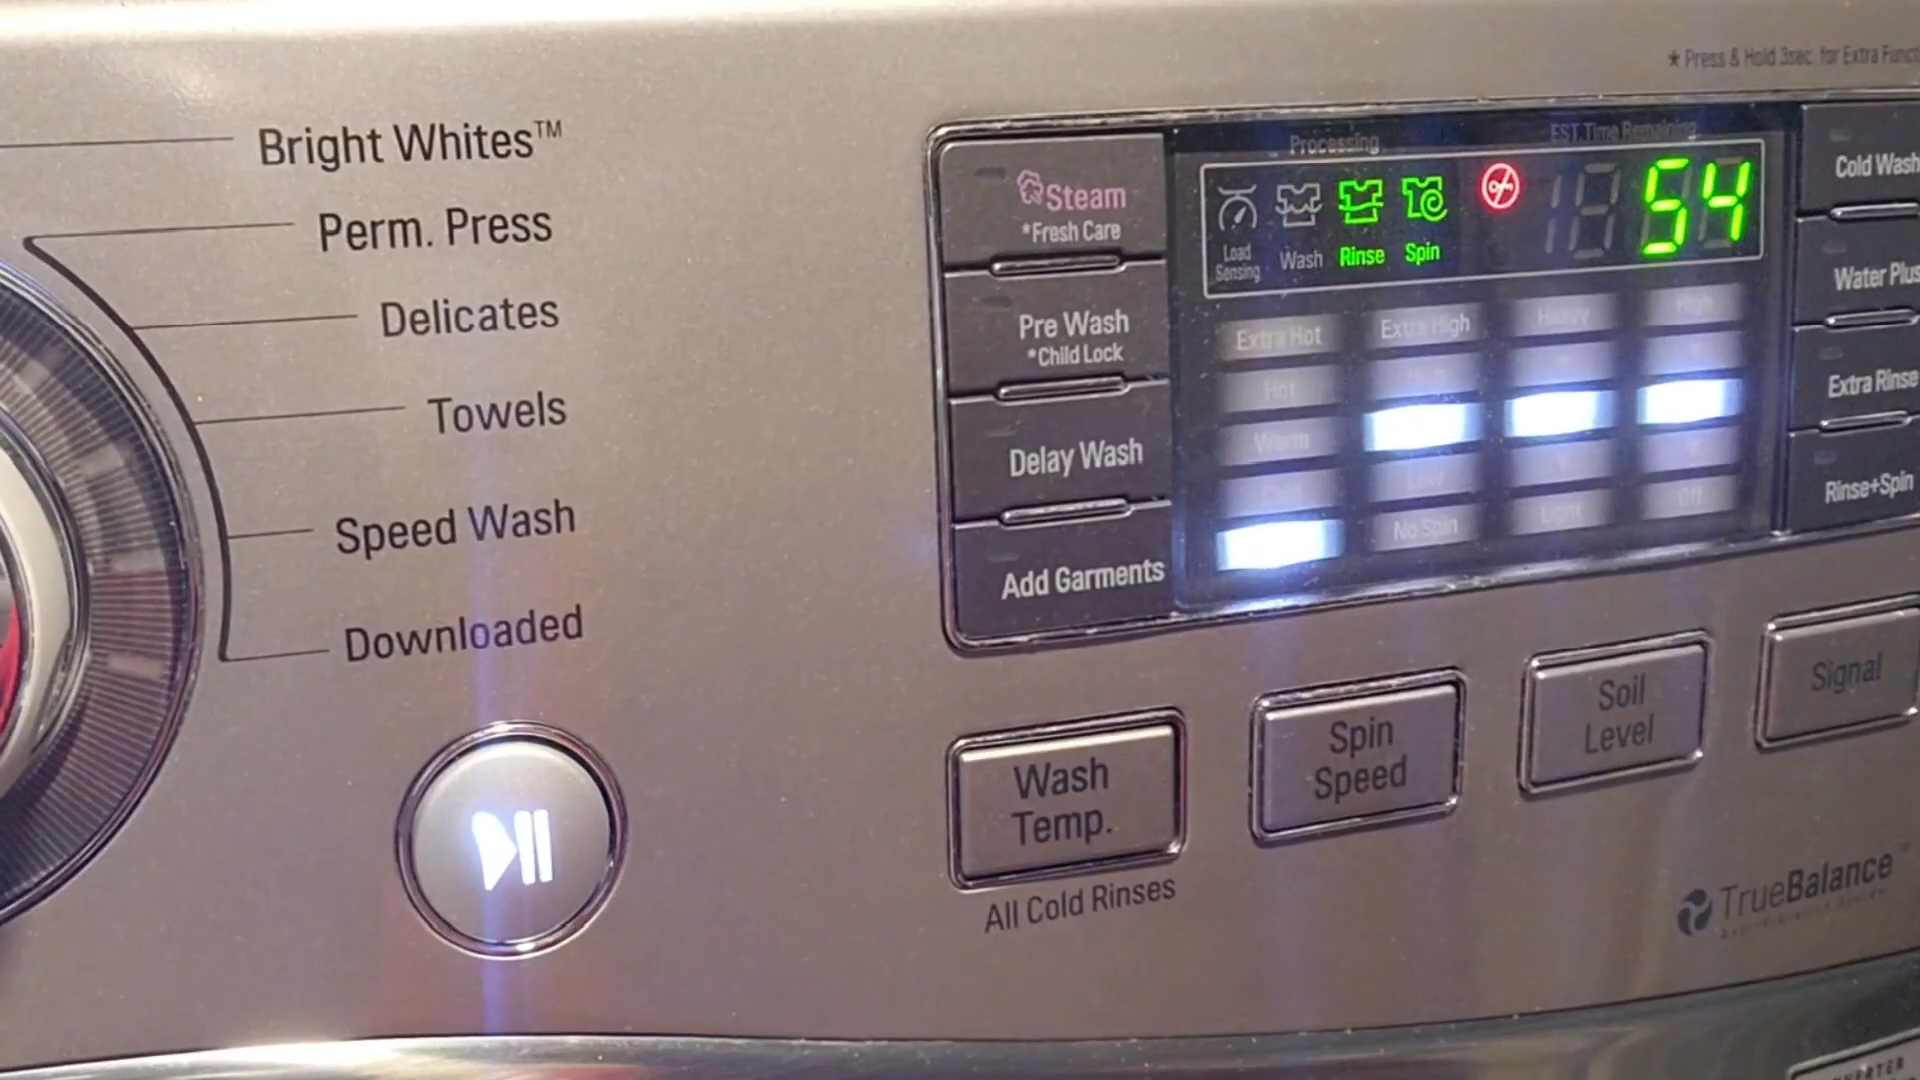 * Press & Hold 3sec. for Extra
Bright Whites™
Perm. Press
Delicates
Towels
Speed Wash
Downloaded
Steam
*Fresh Care
Pre Wash
*Child Lock
Delay Wash
Add Garments
Processing
EST. Time Remaining
Load
Sensing
Wash
Rinse
Spin
54
Extra Hot
Extra High
Heavy
High
Hot
Warm
Cold
Low
No Spin
Light
Off
Cold Wash
Water Plus
Extra Rinse
Rinse+Spin
Wash
Temp.
All Cold Rinses
Spin
Speed
Soil
Level
Signal
TrueBalance™